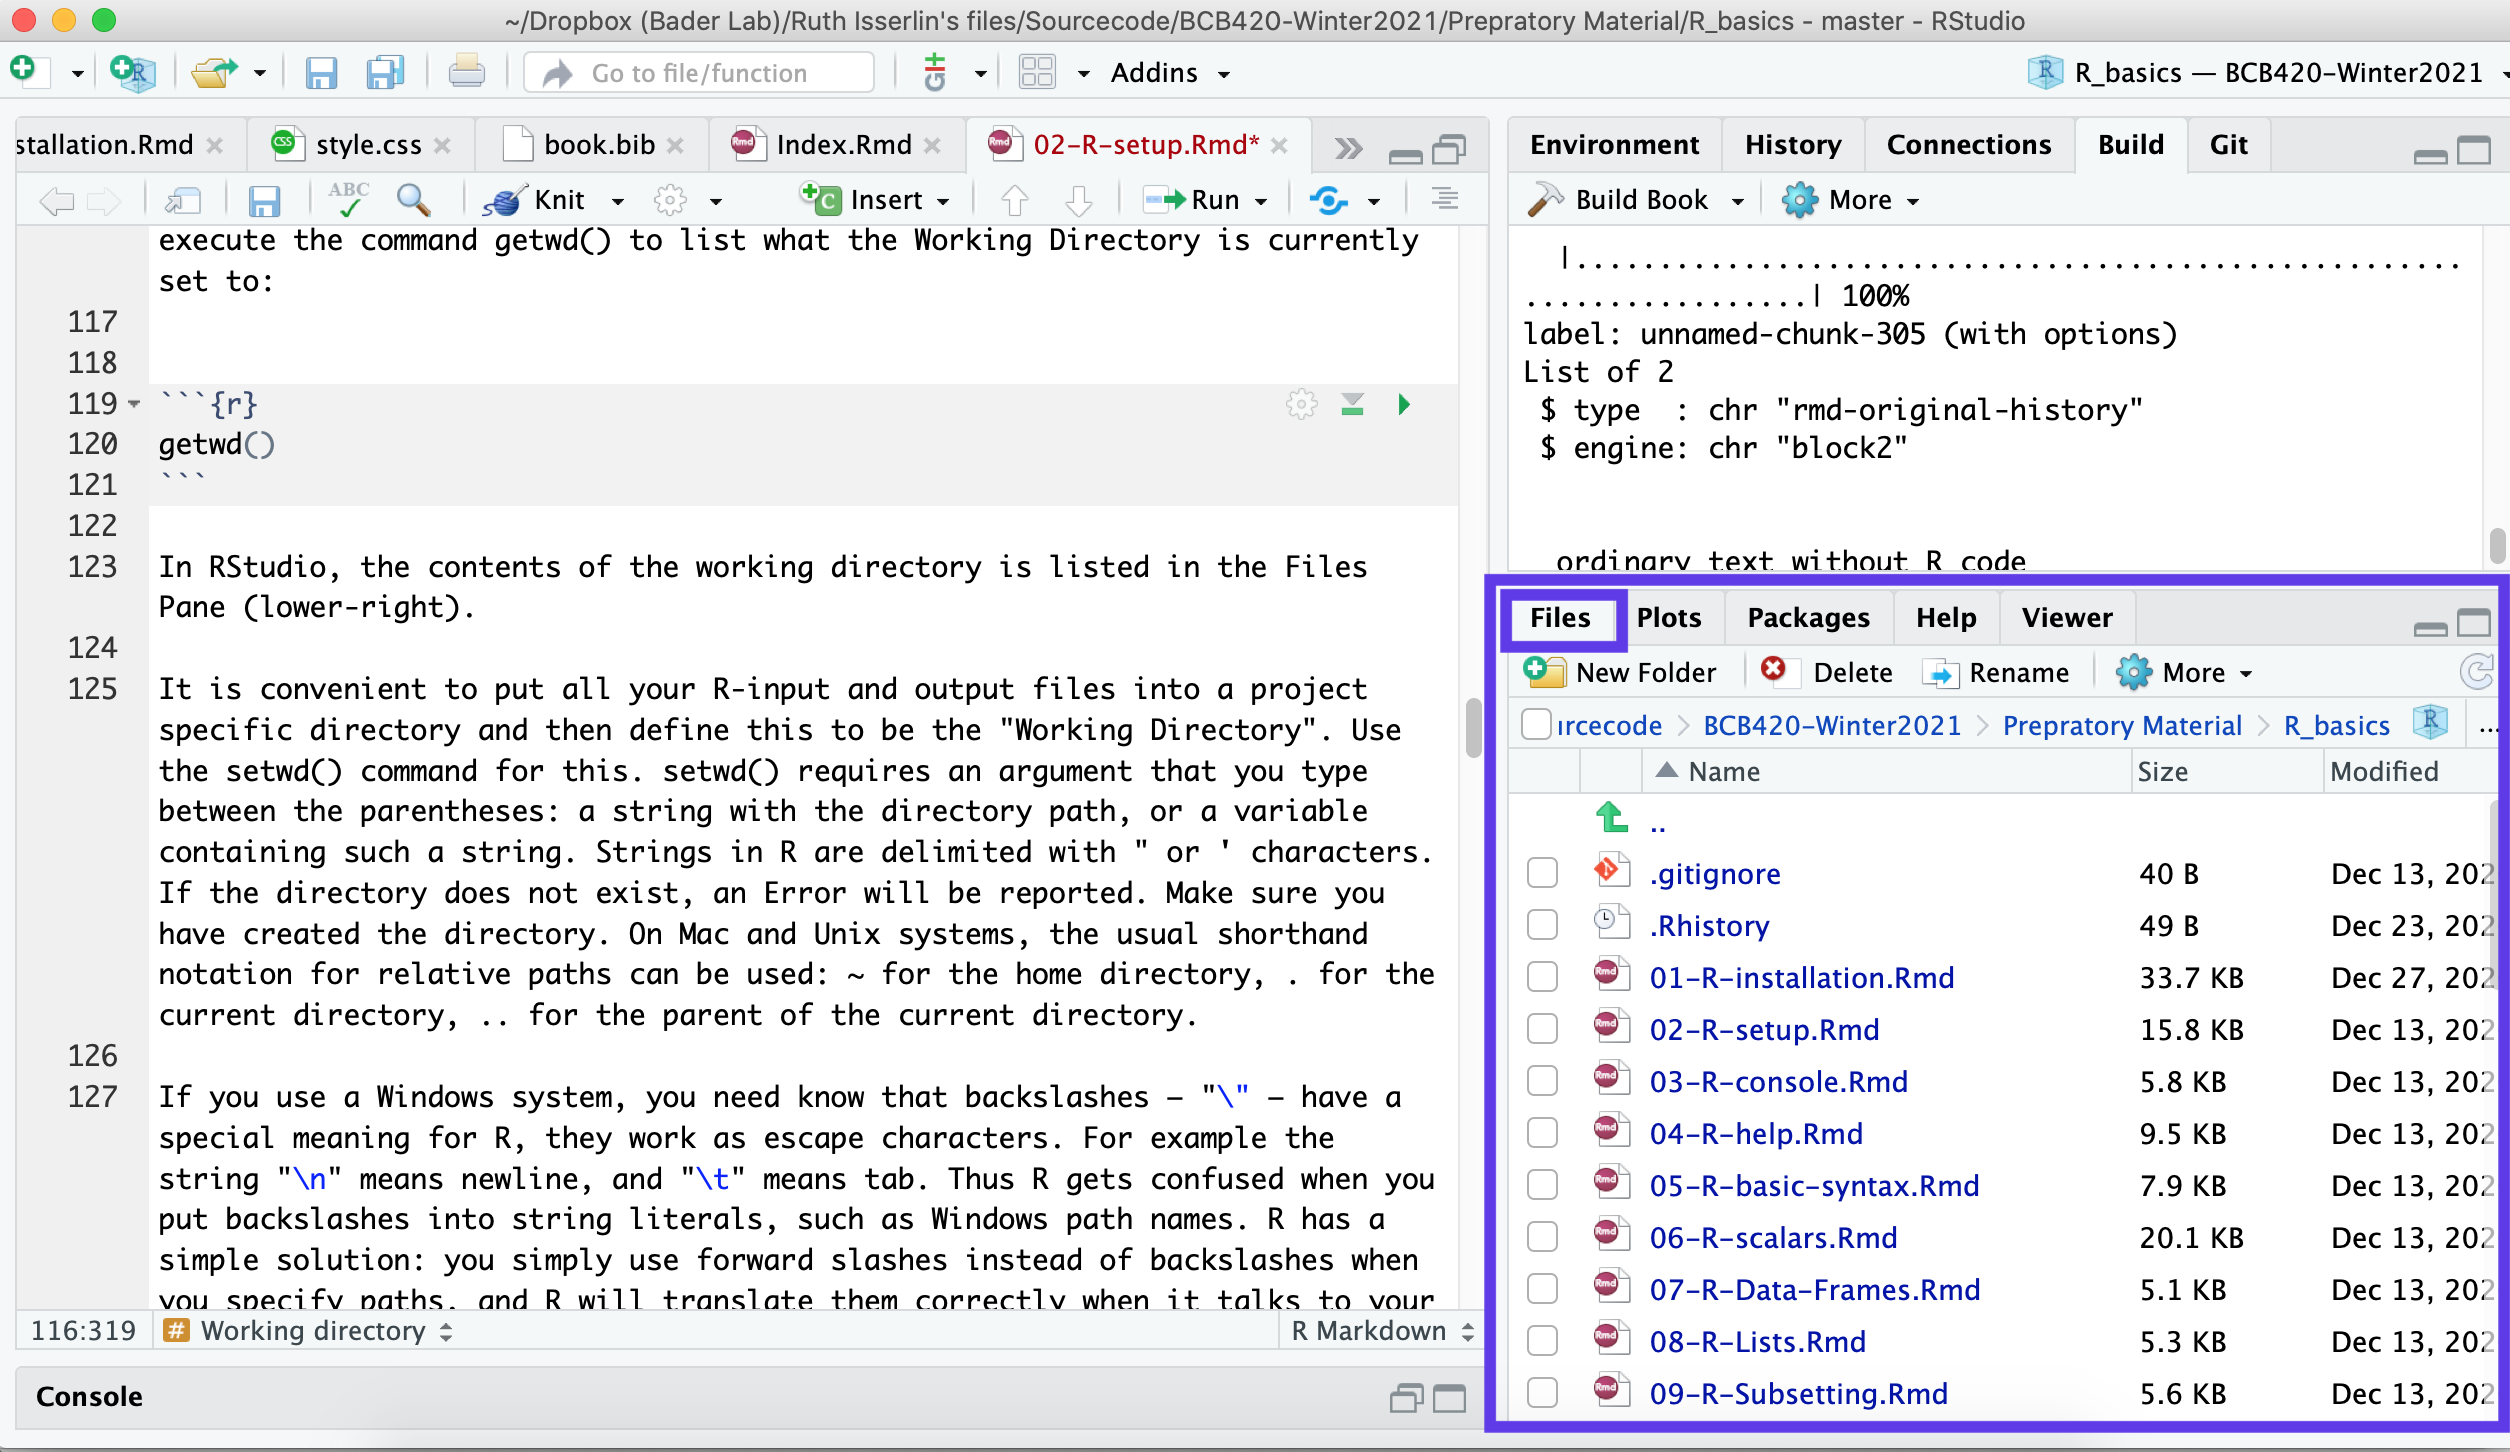 ~/Dropbox (Bader Lab)/Ruth Isserlin's files/Sourcecode/BCB420-Winter2021/Prepratory Material/R_basics - master - RStudio
Go to file/function
Addins
R_basics — BCB420-Winter2021
stallation.Rmd
style.css
book.bib
Index.Rmd
02-R-setup.Rmd*
ABC
Knit
Insert
Run
execute the command getwd() to list what the Working Directory is currently
set to:
117
118
119 ```{r}
120 getwd()
121 ```
122
123 In RStudio, the contents of the working directory is listed in the Files
Pane (lower-right).
124
125 It is convenient to put all your R-input and output files into a project
specific directory and then define this to be the "Working Directory". Use
the setwd() command for this. setwd() requires an argument that you type
between the parentheses: a string with the directory path, or a variable
containing such a string. Strings in R are delimited with " or ' characters.
If the directory does not exist, an Error will be reported. Make sure you
have created the directory. On Mac and Unix systems, the usual shorthand
notation for relative paths can be used: ~ for the home directory, . for the
current directory, .. for the parent of the current directory.
126
127 If you use a Windows system, you need know that backslashes – "\" – have a
special meaning for R, they work as escape characters. For example the
string "\n" means newline, and "\t" means tab. Thus R gets confused when you
put backslashes into string literals, such as Windows path names. R has a
simple solution: you simply use forward slashes instead of backslashes when
you specify paths, and R will translate them correctly when it talks to your
116:319
# Working directory
R Markdown
Console
Environment
History
Connections
Build
Git
Build Book
More
|......................................................
.................| 100%
label: unnamed-chunk-305 (with options)
List of 2
$ type : chr "rmd-original-history"
$ engine: chr "block2"
ordinary text without R code
Files
Plots
Packages
Help
Viewer
New Folder
Delete
Rename
More
urcecode > BCB420-Winter2021 > Prepratory Material > R_basics ...
Name Size Modified
..
.gitignore 40 B Dec 13, 202
.Rhistory 49 B Dec 23, 202
01-R-installation.Rmd 33.7 KB Dec 27, 202
02-R-setup.Rmd 15.8 KB Dec 13, 202
03-R-console.Rmd 5.8 KB Dec 13, 202
04-R-help.Rmd 9.5 KB Dec 13, 202
05-R-basic-syntax.Rmd 7.9 KB Dec 13, 202
06-R-scalars.Rmd 20.1 KB Dec 13, 202
07-R-Data-Frames.Rmd 5.1 KB Dec 13, 202
08-R-Lists.Rmd 5.3 KB Dec 13, 202
09-R-Subsetting.Rmd 5.6 KB Dec 13, 202